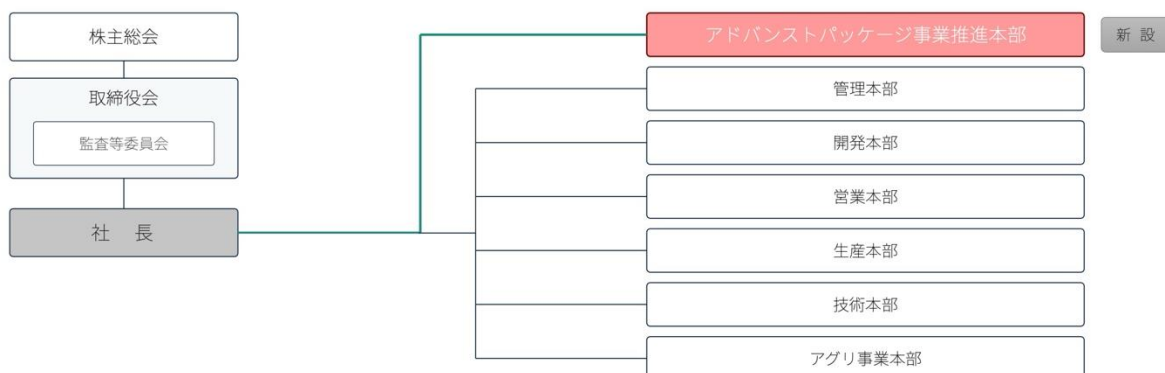 株主総会
取締役会
監査等委員会
社　長
アドバンストパッケージ事業推進本部
新 設
管理本部
開発本部
営業本部
生産本部
技術本部
アグリ事業本部